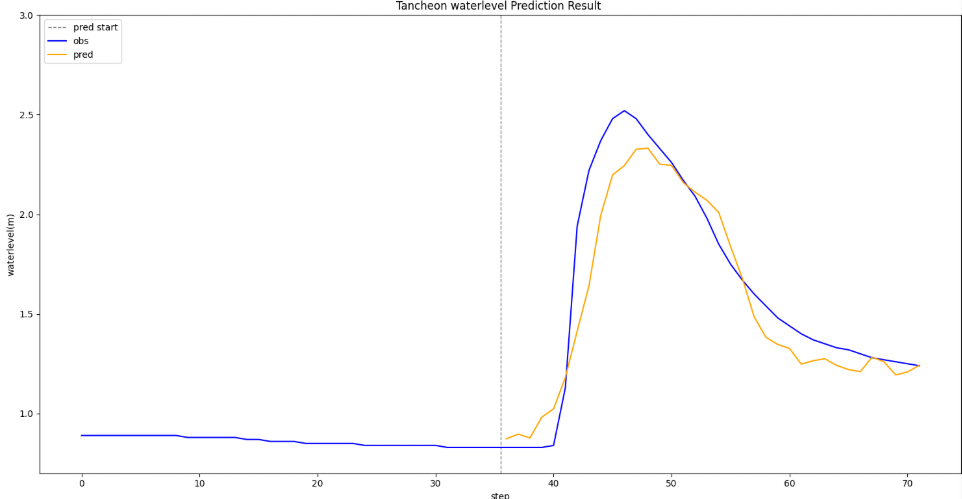 Tancheon waterlevel Prediction Result
pred start
obs
pred
waterlevel(m)
3.0
2.5
2.0
1.5
1.0
0
10
20
30
40
50
60
70
step